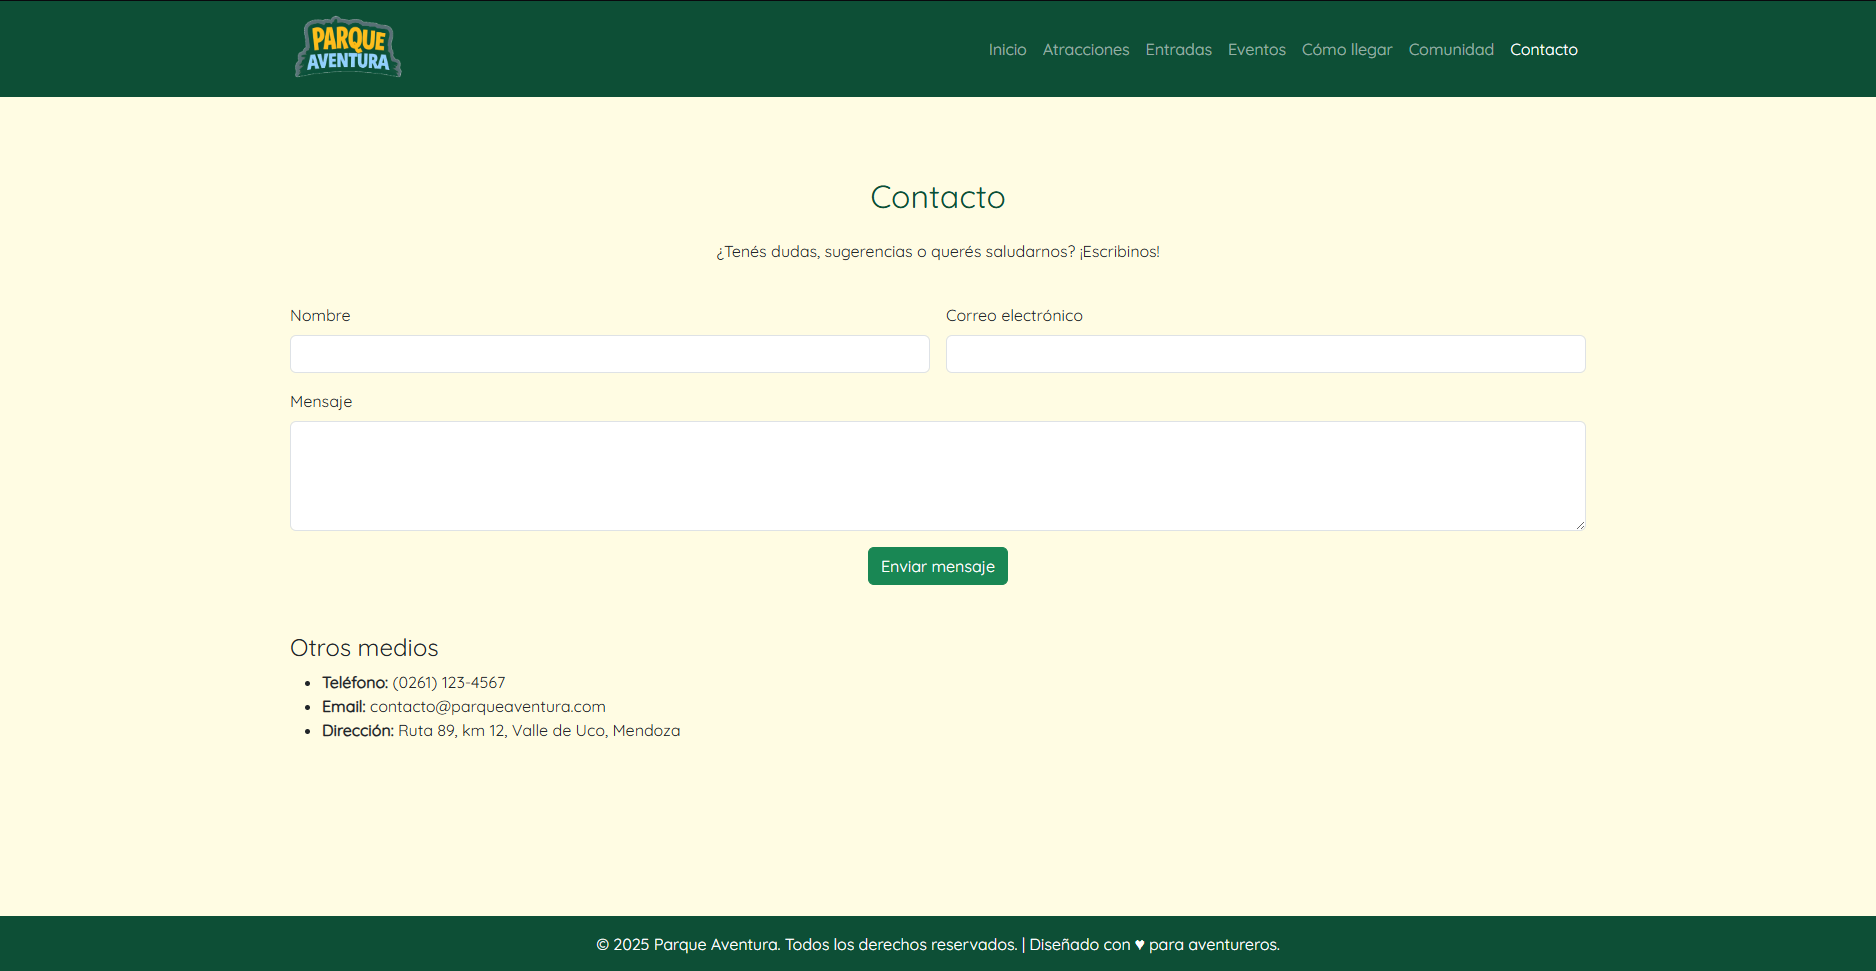 PARQUE
AVENTURA
Inicio Atracciones Entradas Eventos Cómo llegar Comunidad Contacto
Contacto
¿Tenés dudas, sugerencias o querés saludarnos? ¡Escribinos!
Nombre Correo electrónico
Mensaje
Enviar mensaje
Otros medios
• Teléfono: (0261) 123-4567
• Email: contacto@parqueaventura.com
• Dirección: Ruta 89, km 12, Valle de Uco, Mendoza
© 2025 Parque Aventura. Todos los derechos reservados. | Diseñado con ♥ para aventureros.